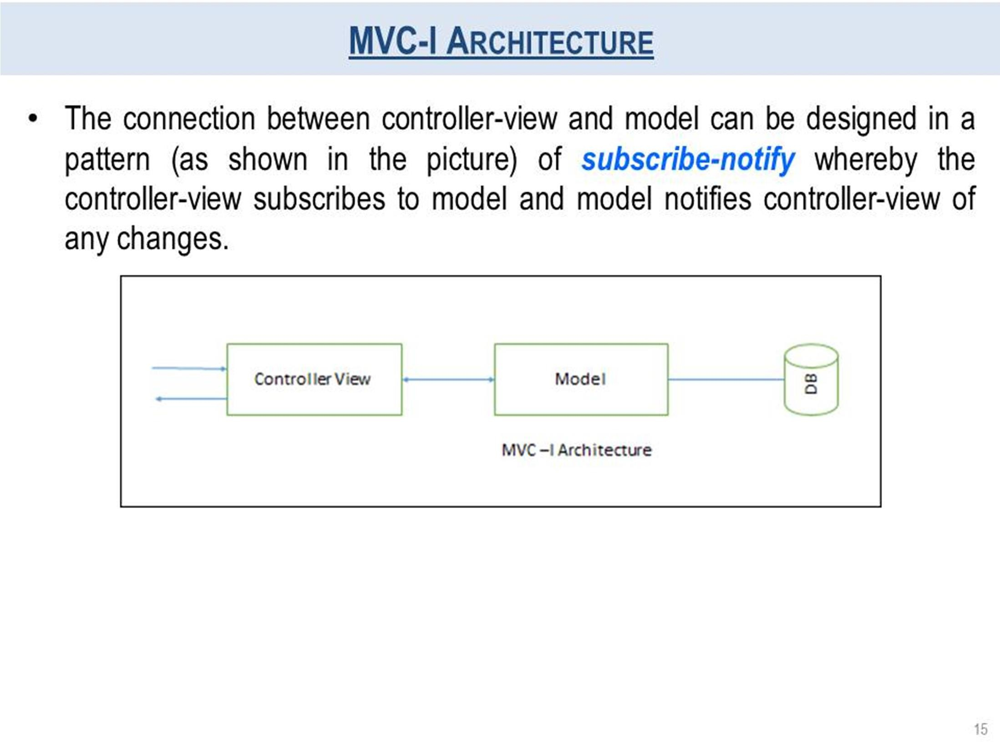 MVC-I ARCHITECTURE
• The connection between controller-view and model can be designed in a
pattern (as shown in the picture) of subscribe-notify whereby the
controller-view subscribes to model and model notifies controller-view of
any changes.
Controller View
Model
DB
MVC –I Architecture
15